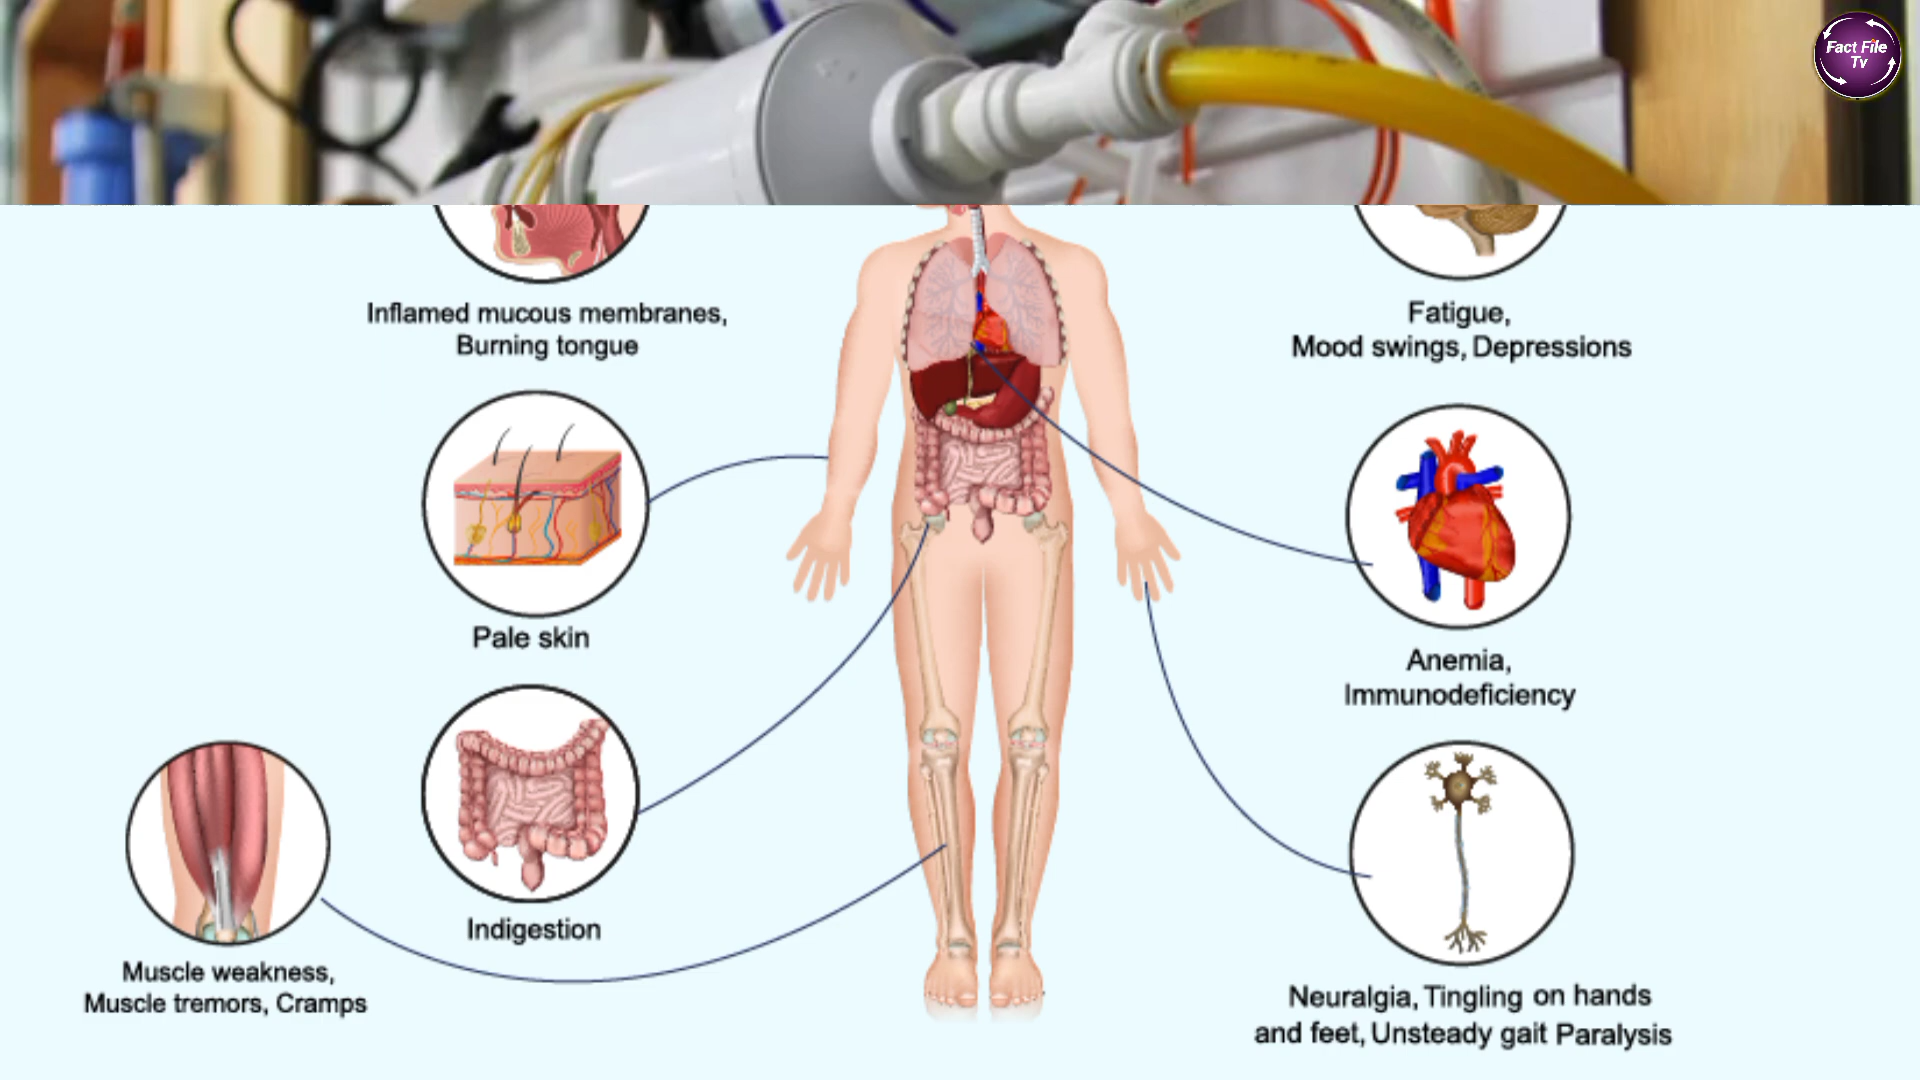 Fact File
Tv
Inflamed mucous membranes,
Burning tongue
Fatigue,
Mood swings, Depressions
Pale skin
Anemia,
Immunodeficiency
Indigestion
Muscle weakness,
Muscle tremors, Cramps
Neuralgia, Tingling on hands
and feet, Unsteady gait Paralysis